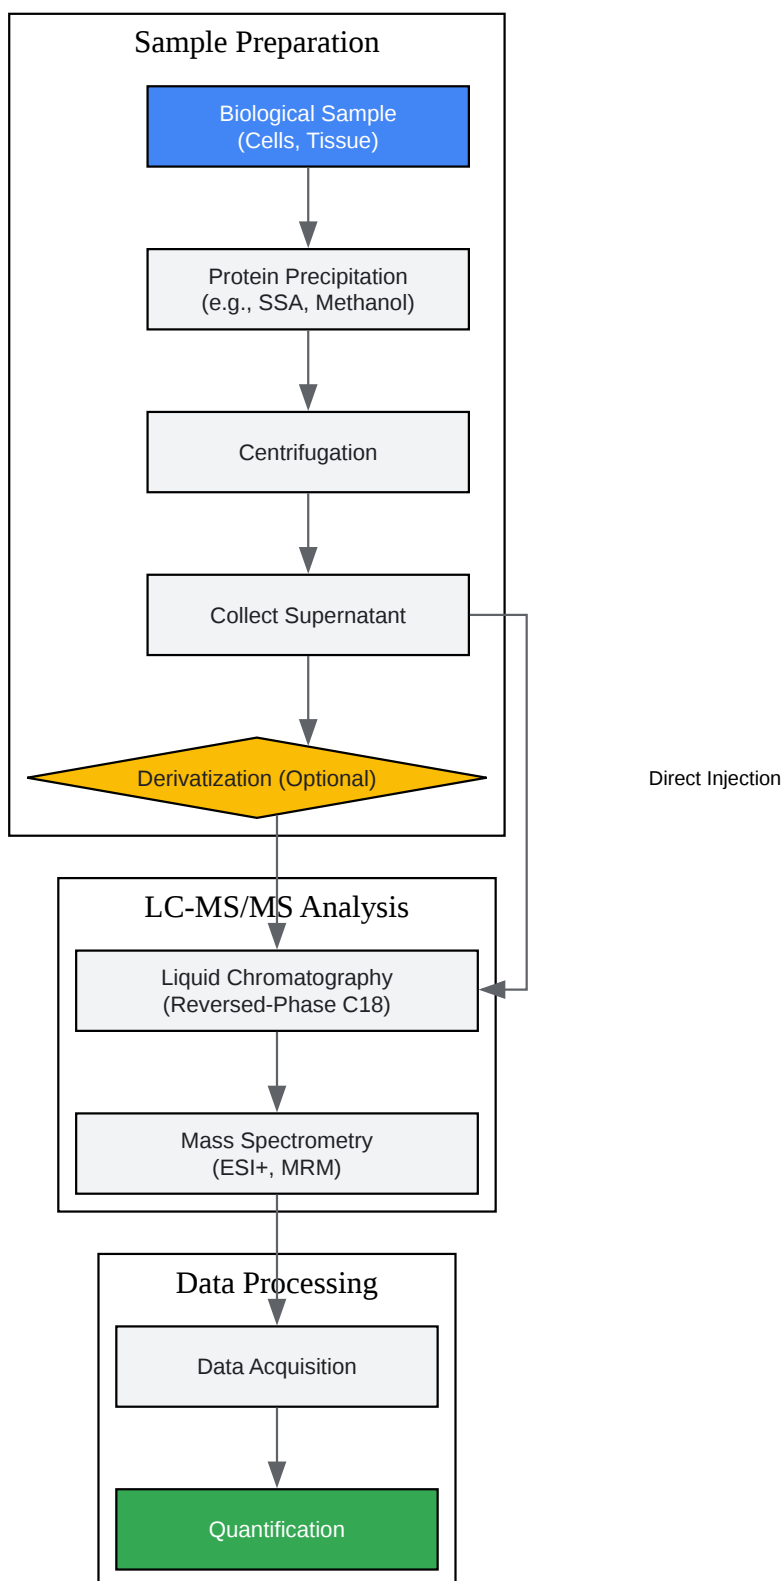 Sample Preparation
Biological Sample
(Cells, Tissue)
Protein Precipitation
(e.g., SSA, Methanol)
Centrifugation
Collect Supernatant
Derivatization (Optional)
Direct Injection
LC-MS/MS Analysis
Liquid Chromatography
(Reversed-Phase C18)
Mass Spectrometry
(ESI+, MRM)
Data Processing
Data Acquisition
Quantification